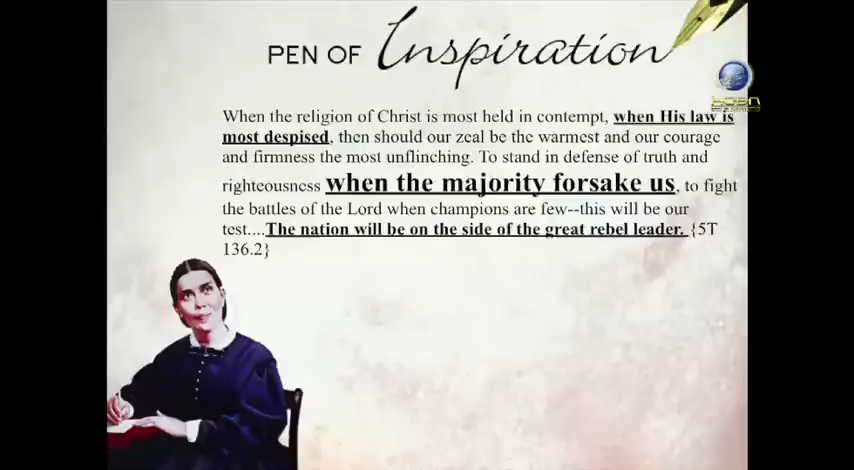 PEN OF Inspiration
When the religion of Christ is most held in contempt, when His law is
most despised, then should our zeal be the warmest and our courage
and firmness the most unflinching. To stand in defense of truth and
righteousness when the majority forsake us, to fight
the battles of the Lord when champions are few--this will be our
test....The nation will be on the side of the great rebel leader. {5T
136.2}